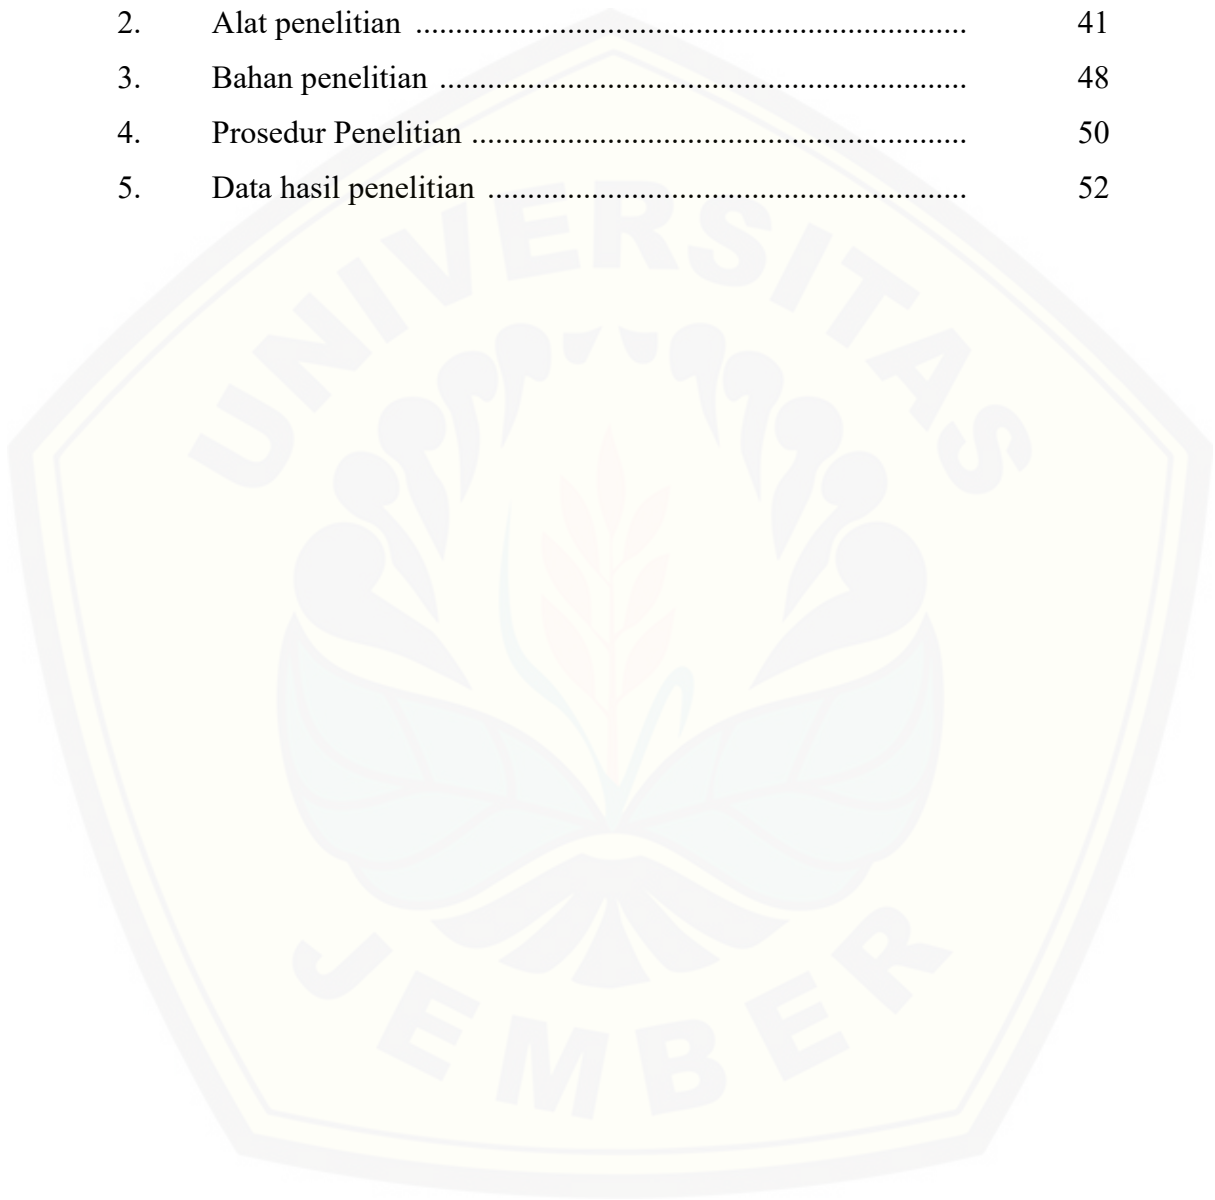 2. Alat penelitian ..................................................................... 41
3. Bahan penelitian .................................................................. 48
4. Prosedur Penelitian .............................................................. 50
5. Data hasil penelitian ............................................................ 52
UNIVERSITAS
JEMBER